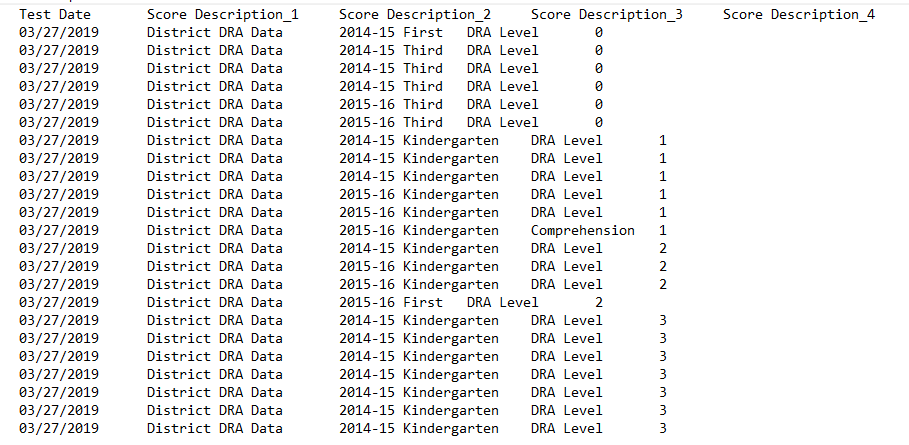 Test Date Score Description_1 Score Description_2 Score Description_3 Score Description_4
03/27/2019 District DRA Data 2014-15 First DRA Level 0
03/27/2019 District DRA Data 2014-15 Third DRA Level 0
03/27/2019 District DRA Data 2014-15 Third DRA Level 0
03/27/2019 District DRA Data 2014-15 Third DRA Level 0
03/27/2019 District DRA Data 2015-16 Third DRA Level 0
03/27/2019 District DRA Data 2015-16 Third DRA Level 0
03/27/2019 District DRA Data 2014-15 Kindergarten DRA Level 1
03/27/2019 District DRA Data 2014-15 Kindergarten DRA Level 1
03/27/2019 District DRA Data 2014-15 Kindergarten DRA Level 1
03/27/2019 District DRA Data 2015-16 Kindergarten DRA Level 1
03/27/2019 District DRA Data 2015-16 Kindergarten DRA Level 1
03/27/2019 District DRA Data 2015-16 Kindergarten Comprehension 1
03/27/2019 District DRA Data 2014-15 Kindergarten DRA Level 2
03/27/2019 District DRA Data 2015-16 Kindergarten DRA Level 2
03/27/2019 District DRA Data 2015-16 Kindergarten DRA Level 2
03/27/2019 District DRA Data 2015-16 First DRA Level 2
03/27/2019 District DRA Data 2014-15 Kindergarten DRA Level 3
03/27/2019 District DRA Data 2014-15 Kindergarten DRA Level 3
03/27/2019 District DRA Data 2014-15 Kindergarten DRA Level 3
03/27/2019 District DRA Data 2014-15 Kindergarten DRA Level 3
03/27/2019 District DRA Data 2014-15 Kindergarten DRA Level 3
03/27/2019 District DRA Data 2014-15 Kindergarten DRA Level 3
03/27/2019 District DRA Data 2014-15 Kindergarten DRA Level 3